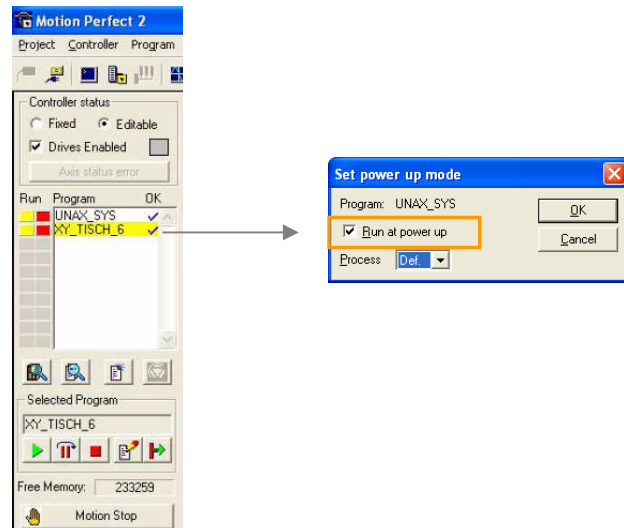 Motion Perfect 2
Project Controller Program
Controller status
Fixed Editable
Drives Enabled
Axis status error
Run Program OK
UNAX_SYS
XY_TISCH_6
Selected Program
XY_TISCH_6
Free Memory: 233259
Motion Stop
Set power up mode
Program: UNAX_SYS
OK
Run at power up
Cancel
Process Def.